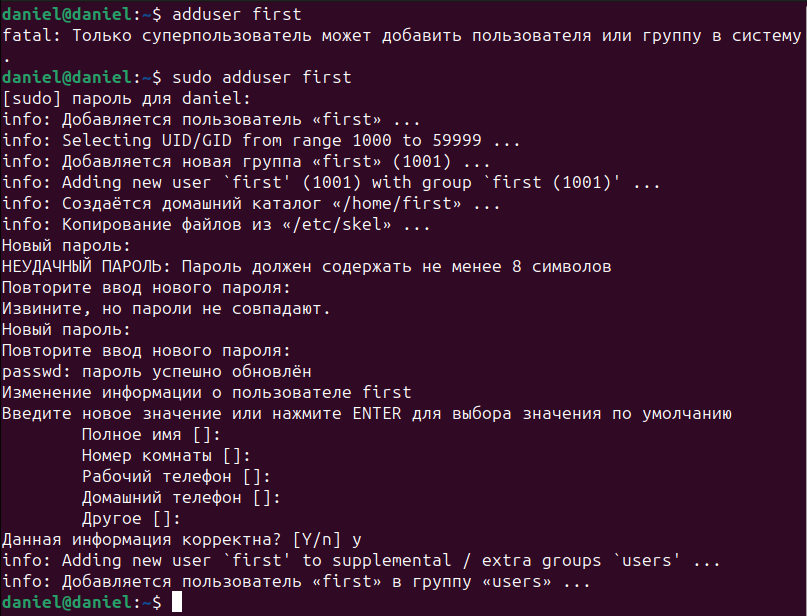 daniel@daniel:~$ adduser first
fatal: Только суперпользователь может добавить пользователя или группу в систему
.
daniel@daniel:~$ sudo adduser first
[sudo] пароль для daniel:
info: Добавляется пользователь «first» ...
info: Selecting UID/GID from range 1000 to 59999 ...
info: Добавляется новая группа «first» (1001) ...
info: Adding new user `first' (1001) with group `first (1001)' ...
info: Создаётся домашний каталог «/home/first» ...
info: Копирование файлов из «/etc/skel» ...
Новый пароль:
НЕУДАЧНЫЙ ПАРОЛЬ: Пароль должен содержать не менее 8 символов
Повторите ввод нового пароля:
Извините, но пароли не совпадают.
Новый пароль:
Повторите ввод нового пароля:
passwd: пароль успешно обновлён
Изменение информации о пользователе first
Введите новое значение или нажмите ENTER для выбора значения по умолчанию
        Полное имя []:
        Номер комнаты []:
        Рабочий телефон []:
        Домашний телефон []:
        Другое []:
Данная информация корректна? [Y/n] y
info: Adding new user `first' to supplemental / extra groups `users' ...
info: Добавляется пользователь «first» в группу «users» ...
daniel@daniel:~$